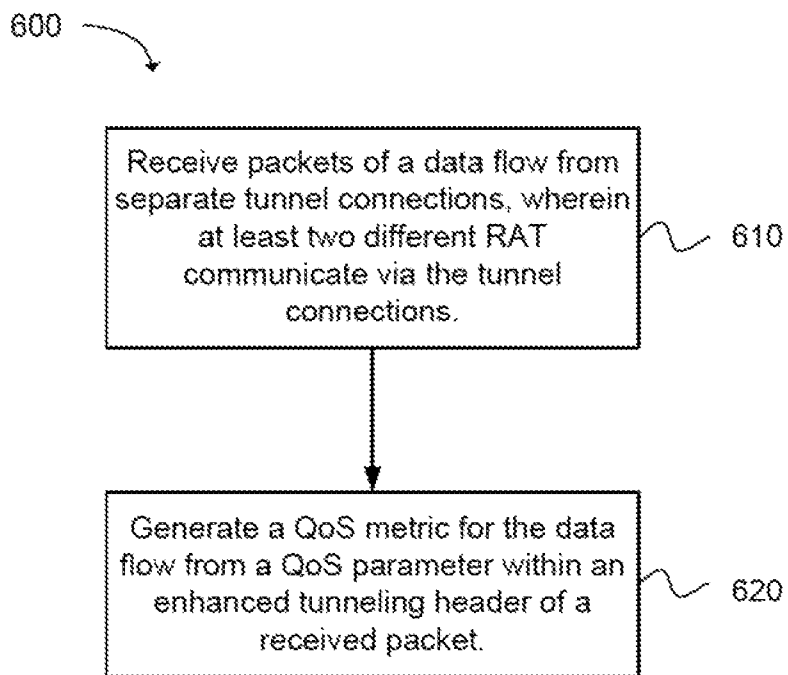 600
Receive packets of a data flow from
separate tunnel connections, wherein
at least two different RAT
communicate via the tunnel
connections.
610
Generate a QoS metric for the data
flow from a QoS parameter within an
enhanced tunneling header of a
received packet.
620